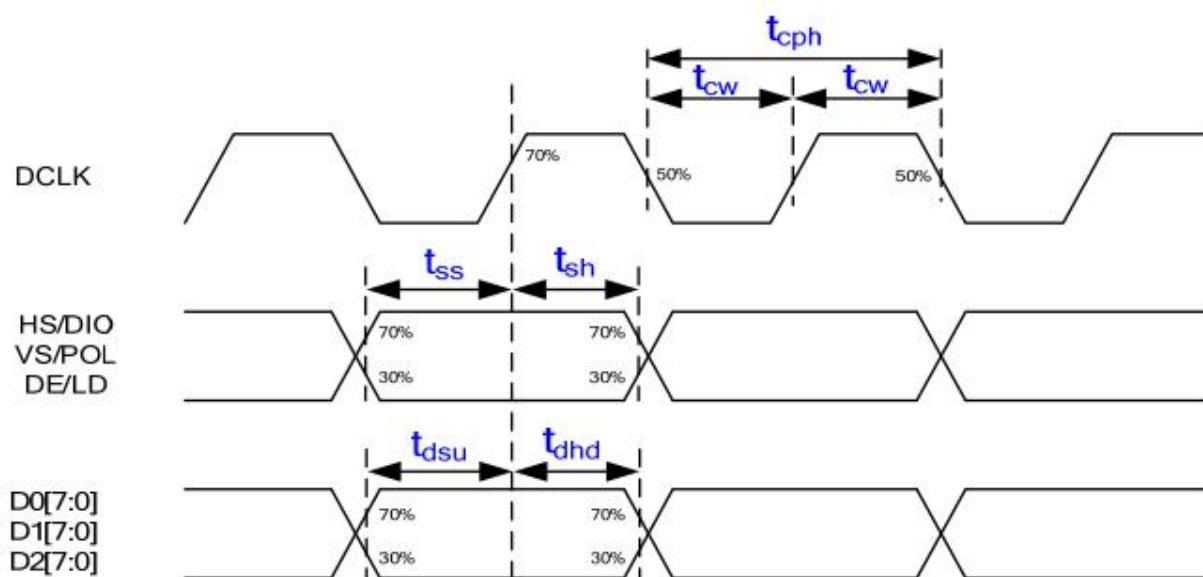 tcph
tcw tcw
DCLK
70% 50% 50%
tss tsh
HS/DIO
VS/POL
DE/LD
70% 70%
30% 30%
tdsu tdhd
D0[7:0]
D1[7:0]
D2[7:0]
70% 70%
30% 30%